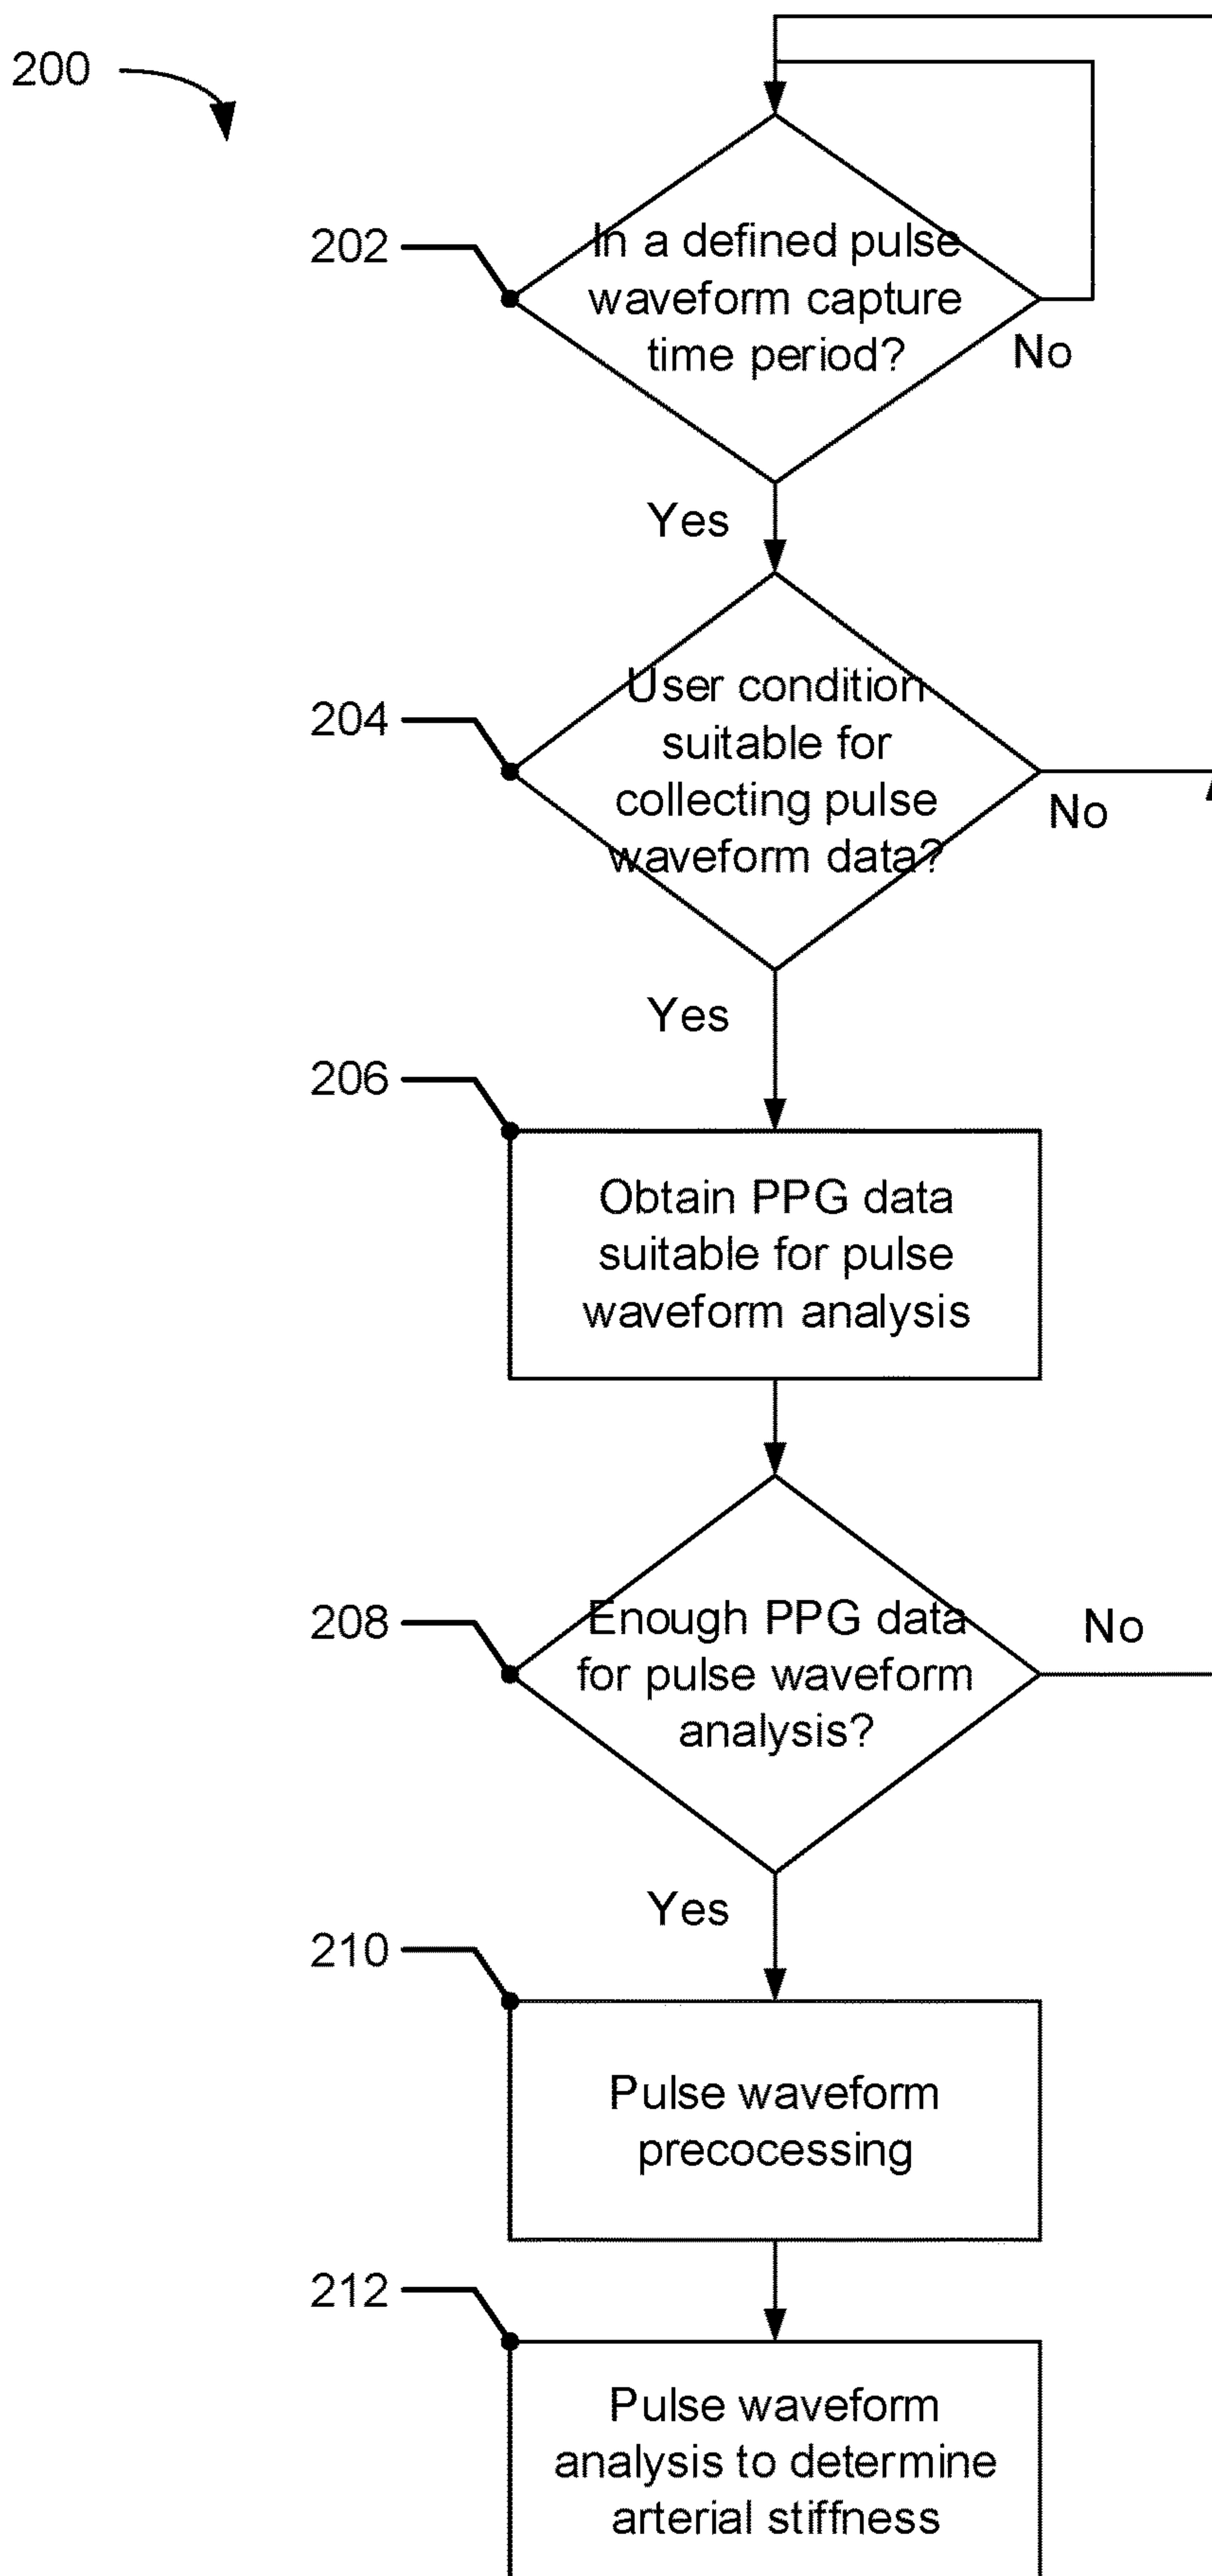 200
202
In a defined pulse
waveform capture
time period?
No
Yes
204
User condition
suitable for
collecting pulse
waveform data?
No
Yes
206
Obtain PPG data
suitable for pulse
waveform analysis
208
Enough PPG data
for pulse waveform
analysis?
No
Yes
210
Pulse waveform
precocessing
212
Pulse waveform
analysis to determine
arterial stiffness